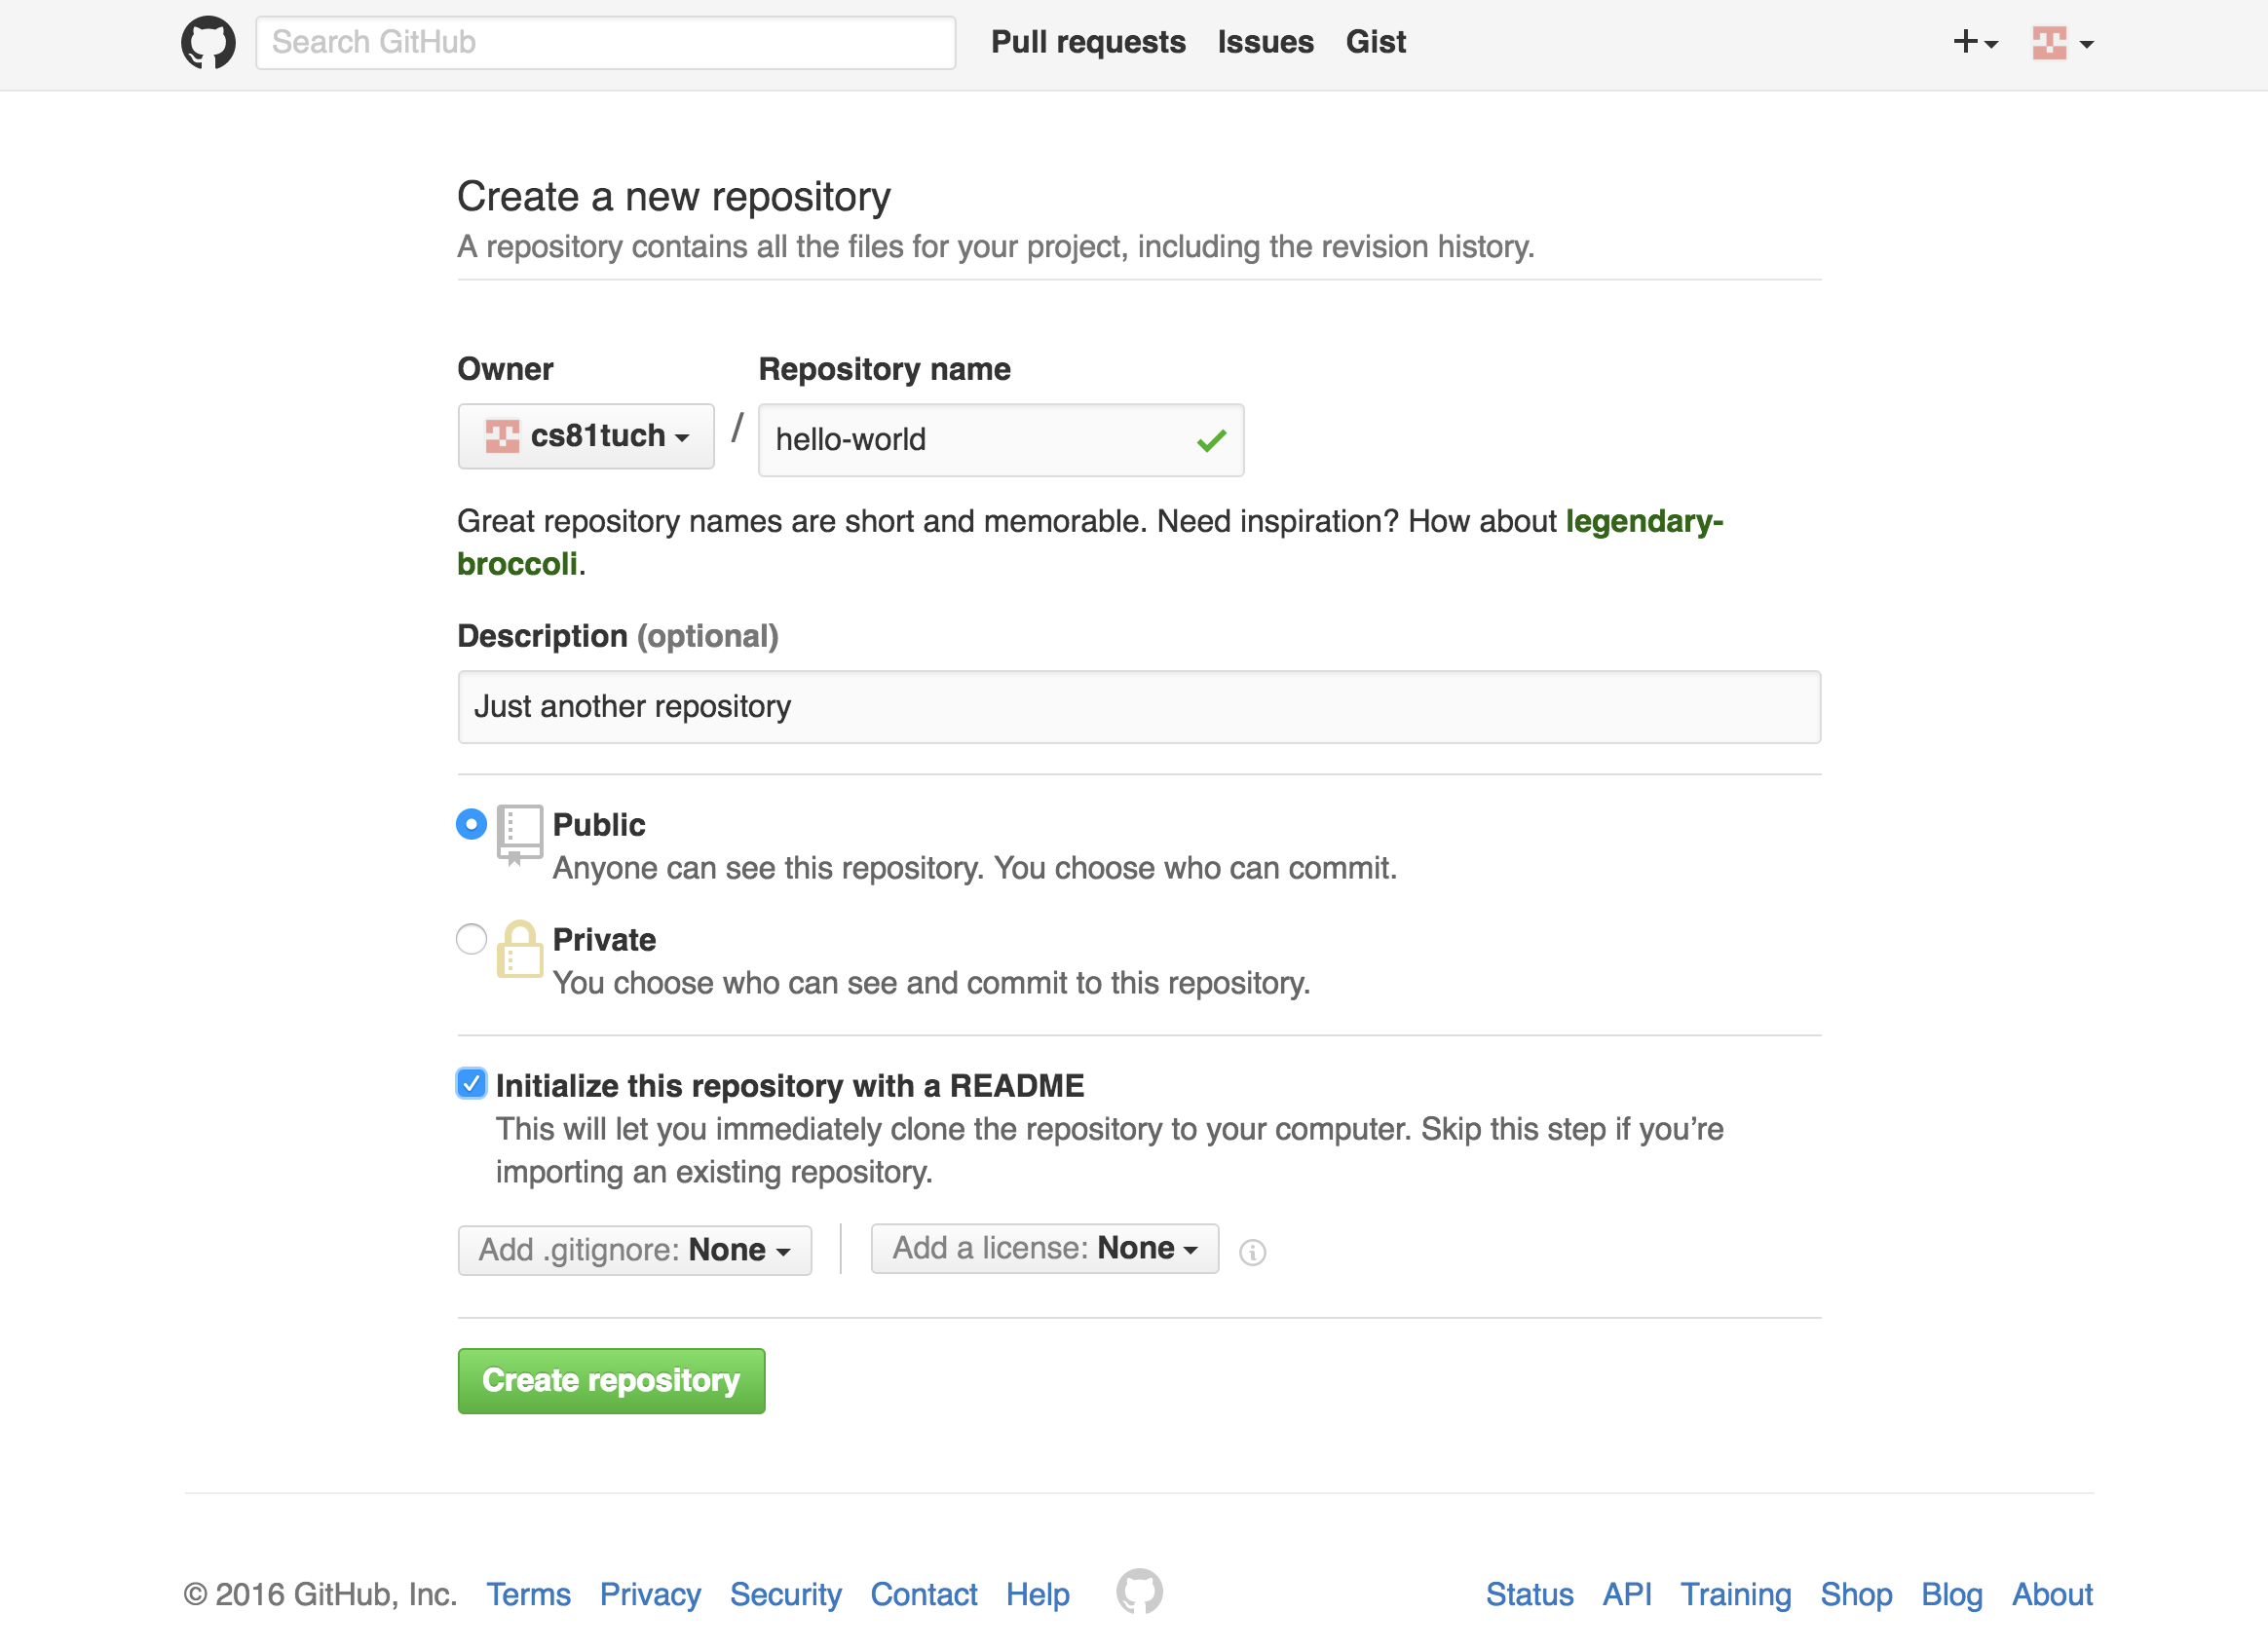 Search GitHub Pull requests Issues Gist
Create a new repository
A repository contains all the files for your project, including the revision history.
Owner Repository name
cs81tuch / hello-world
Great repository names are short and memorable. Need inspiration? How about legendary-
broccoli.
Description (optional)
Just another repository
Public
Anyone can see this repository. You choose who can commit.
Private
You choose who can see and commit to this repository.
Initialize this repository with a README
This will let you immediately clone the repository to your computer. Skip this step if you’re
importing an existing repository.
Add .gitignore: None Add a license: None
Create repository
© 2016 GitHub, Inc. Terms Privacy Security Contact Help Status API Training Shop Blog About